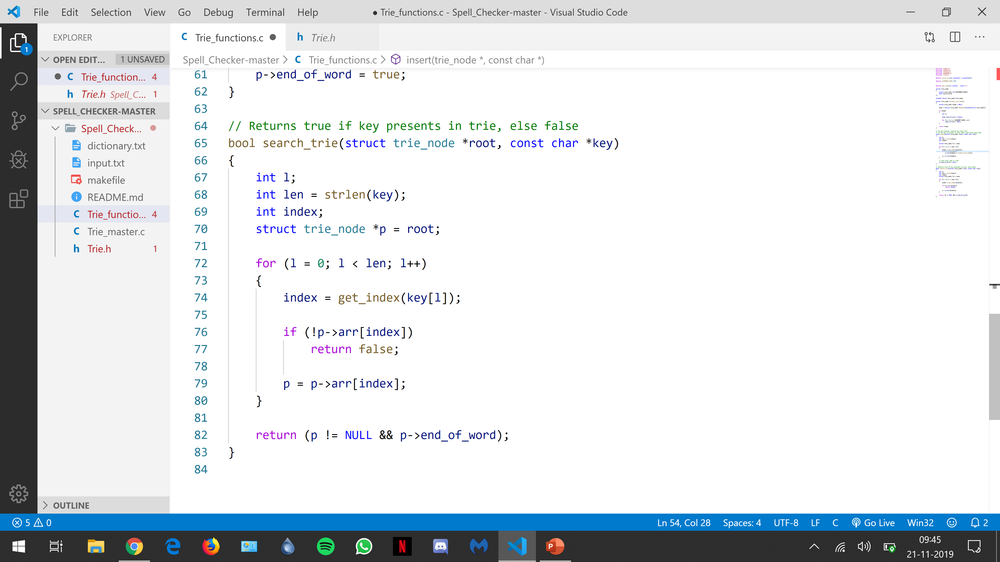 File Edit Selection View Go Debug Terminal Help ● Trie_functions.c - Spell_Checker-master - Visual Studio Code
EXPLORER
1
OPEN EDIT... 1 UNSAVED
C Trie_function... 4
h Trie.h Spell_C... 1
SPELL_CHECKER-MASTER
Spell_Check...
dictionary.txt
input.txt
makefile
README.md
C Trie_functio... 4
C Trie_master.c
h Trie.h 1
OUTLINE
C Trie_functions.c h Trie.h
Spell_Checker-master > C Trie_functions.c > insert(trie_node *, const char *)
61 p->end_of_word = true;
62 }
63
64 // Returns true if key presents in trie, else false
65 bool search_trie(struct trie_node *root, const char *key)
66 {
67 int l;
68 int len = strlen(key);
69 int index;
70 struct trie_node *p = root;
71
72 for (l = 0; l < len; l++)
73 {
74 index = get_index(key[l]);
75
76 if (!p->arr[index])
77 return false;
78
79 p = p->arr[index];
80 }
81
82 return (p != NULL && p->end_of_word);
83 }
84
5 0 Ln 54, Col 28 Spaces: 4 UTF-8 LF C Go Live Win32 2
09:45
21-11-2019